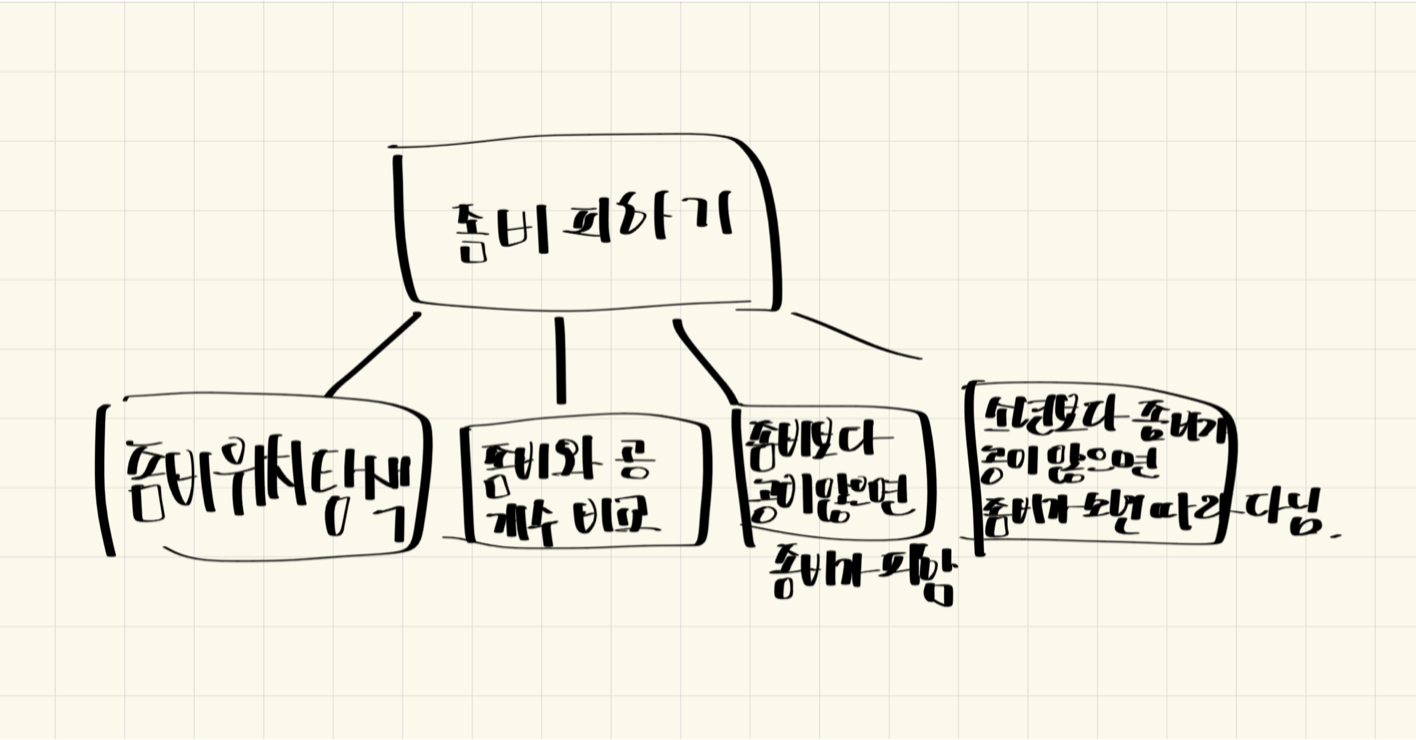 좀비 피하기
좀비위치탐색
좀비와 공
개수 비교
좀비보다
공이많으면
좀비가 피함
소년보다 좀비가
공이 많으면
좀비가 소년 따라 다님.